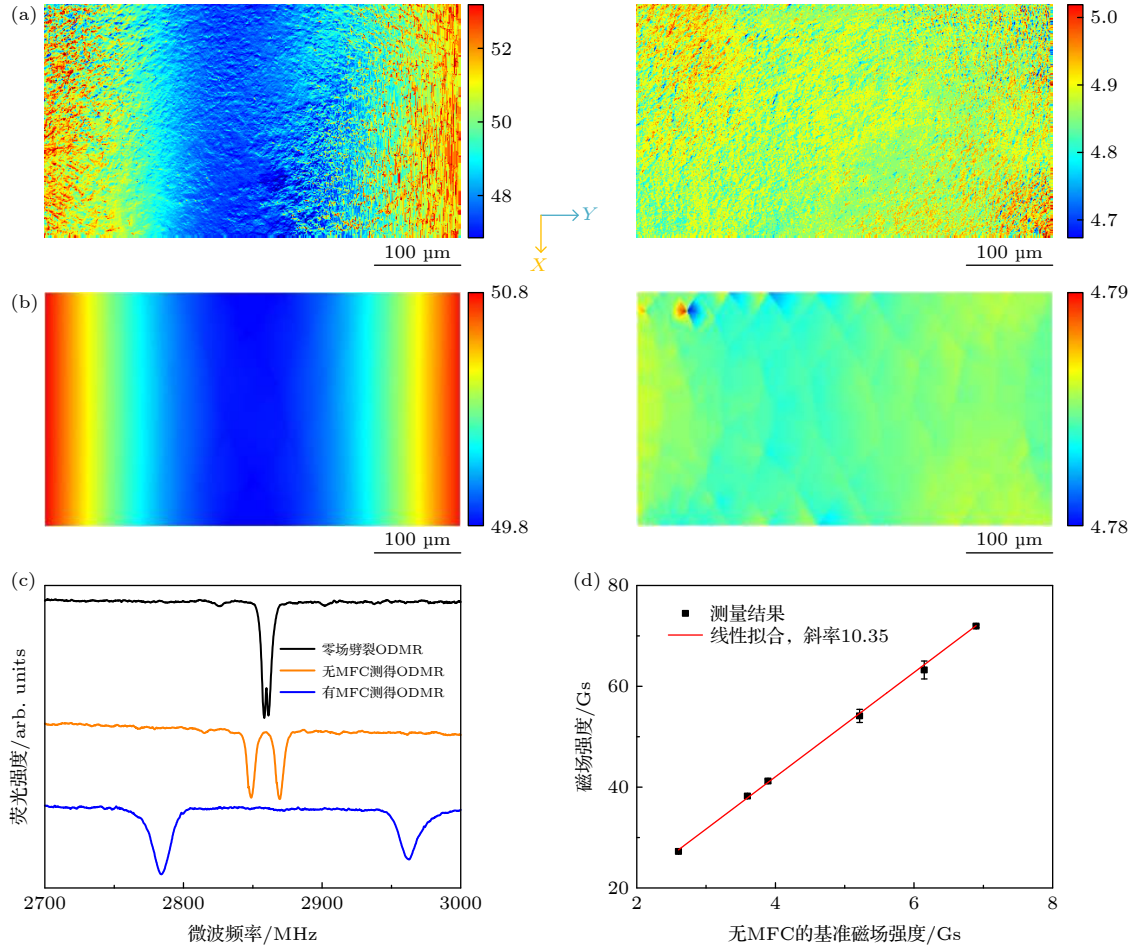 (a)
52
50
48
100 µm
Y
X
5.0
4.9
4.8
4.7
100 µm
(b)
50.8
49.8
100 µm
4.79
4.78
100 µm
(c)
零场劈裂ODMR
无MFC测得ODMR
有MFC测得ODMR
荧光强度/arb. units
2700 2800 2900 3000
微波频率/MHz
(d)
测量结果
线性拟合，斜率10.35
磁场强度/Gs
80
60
40
20
2 4 6 8
无MFC的基准磁场强度/Gs